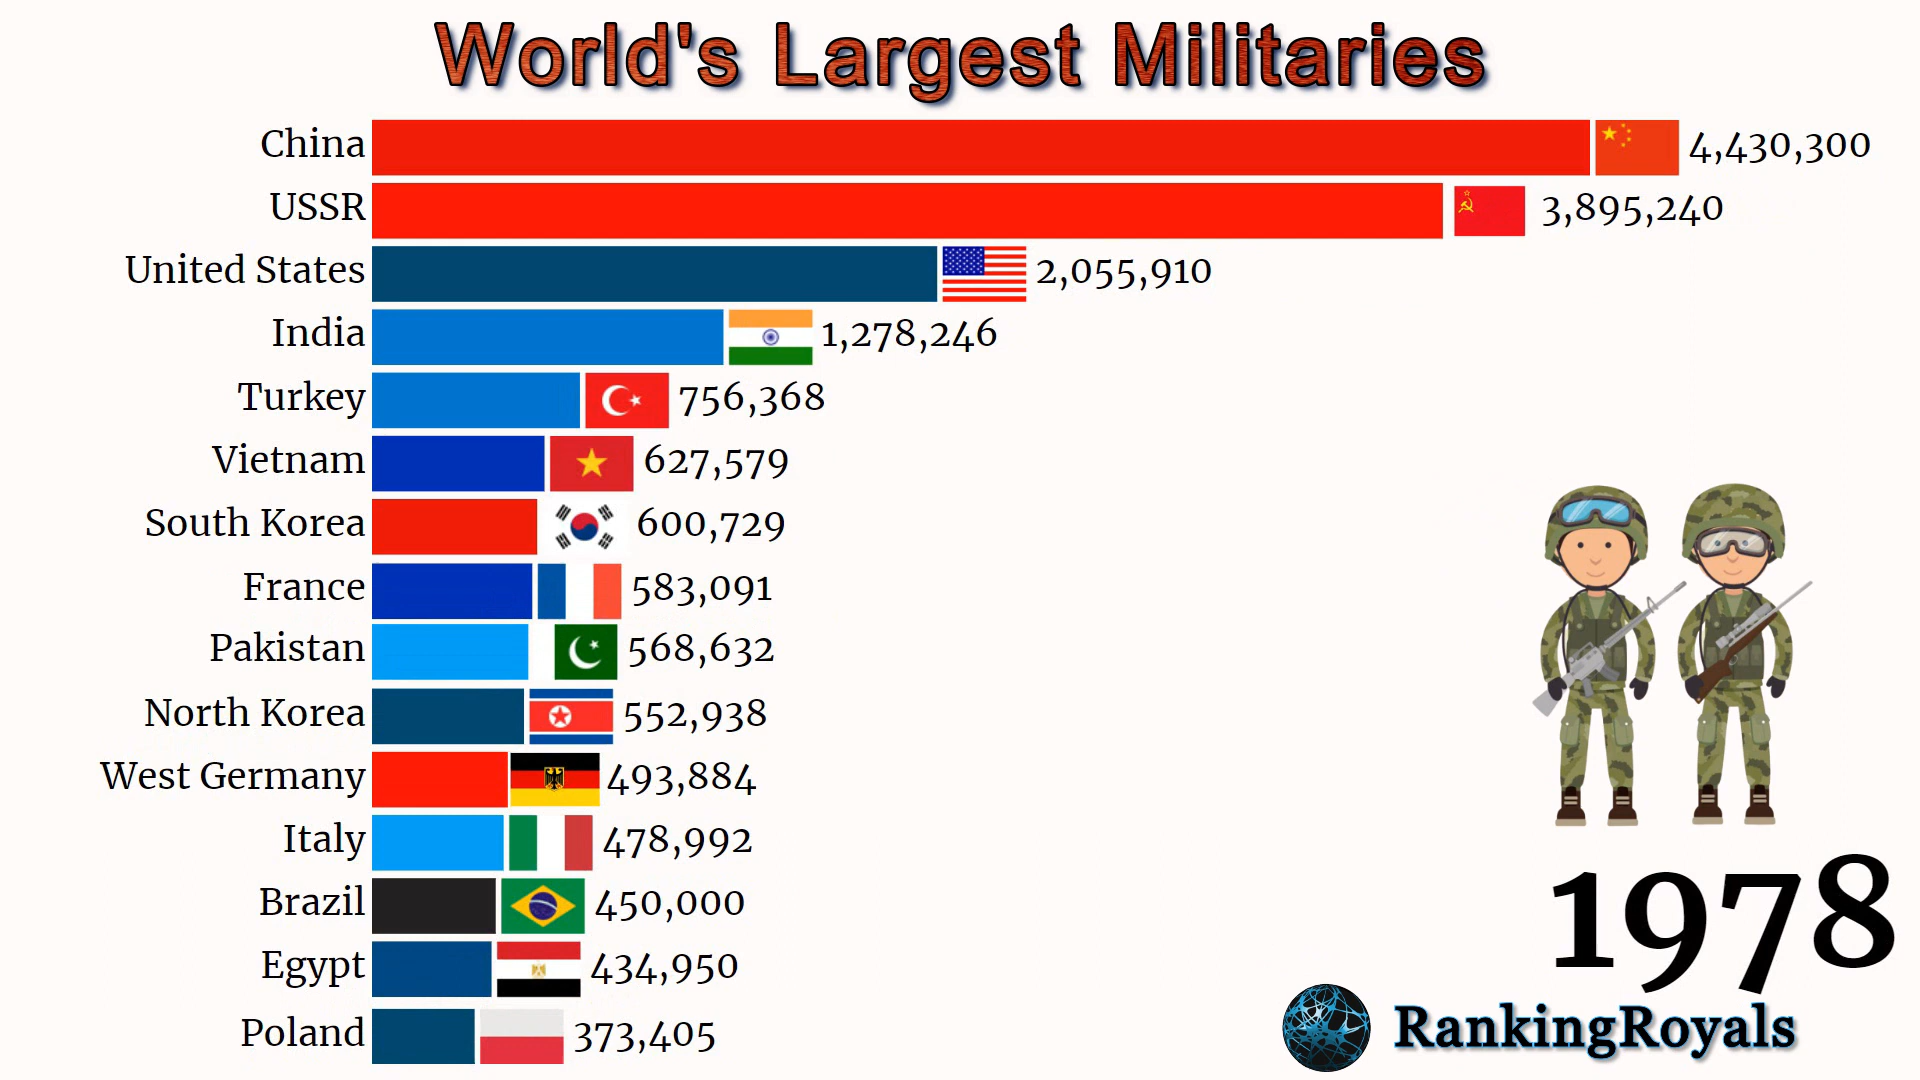 World's Largest Militaries
China 4,430,300
USSR 3,895,240
United States 2,055,910
India 1,278,246
Turkey 756,368
Vietnam 627,579
South Korea 600,729
France 583,091
Pakistan 568,632
North Korea 552,938
West Germany 493,884
Italy 478,992
Brazil 450,000
Egypt 434,950
Poland 373,405
1978
RankingRoyals